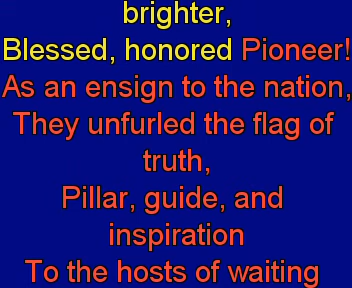 brighter,
Blessed, honored Pioneer!
As an ensign to the nation,
They unfurled the flag of
truth,
Pillar, guide, and
inspiration
To the hosts of waiting